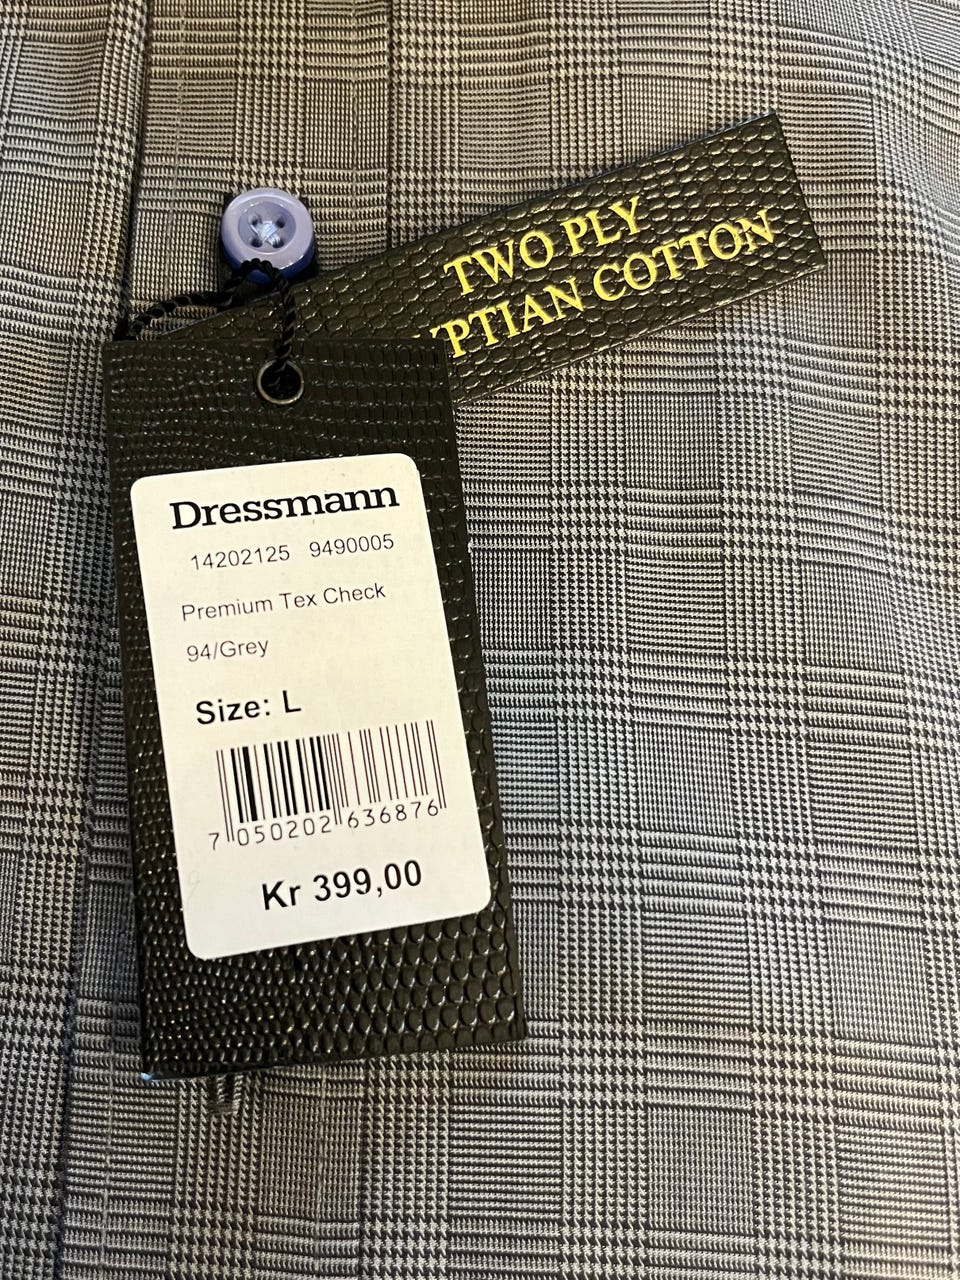 TWO PLY
YPTIAN COTTON
Dressmann
14202125 9490005
Premium Tex Check
94/Grey
Size: L
7 050202 636876
Kr 399,00